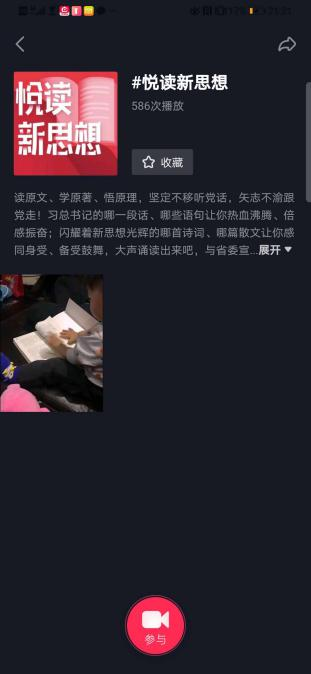 悦读
新思想
#悦读新思想
586次播放
收藏
读原文、学原著、悟原理，坚定不移听党话，矢志不渝跟
党走！习总书记的哪一段话、哪些语句让你热血沸腾、倍
感振奋；闪耀着新思想光辉的哪首诗词、哪篇散文让你感
同身受、备受鼓舞，大声诵读出来吧，与省委宣...展开
参与